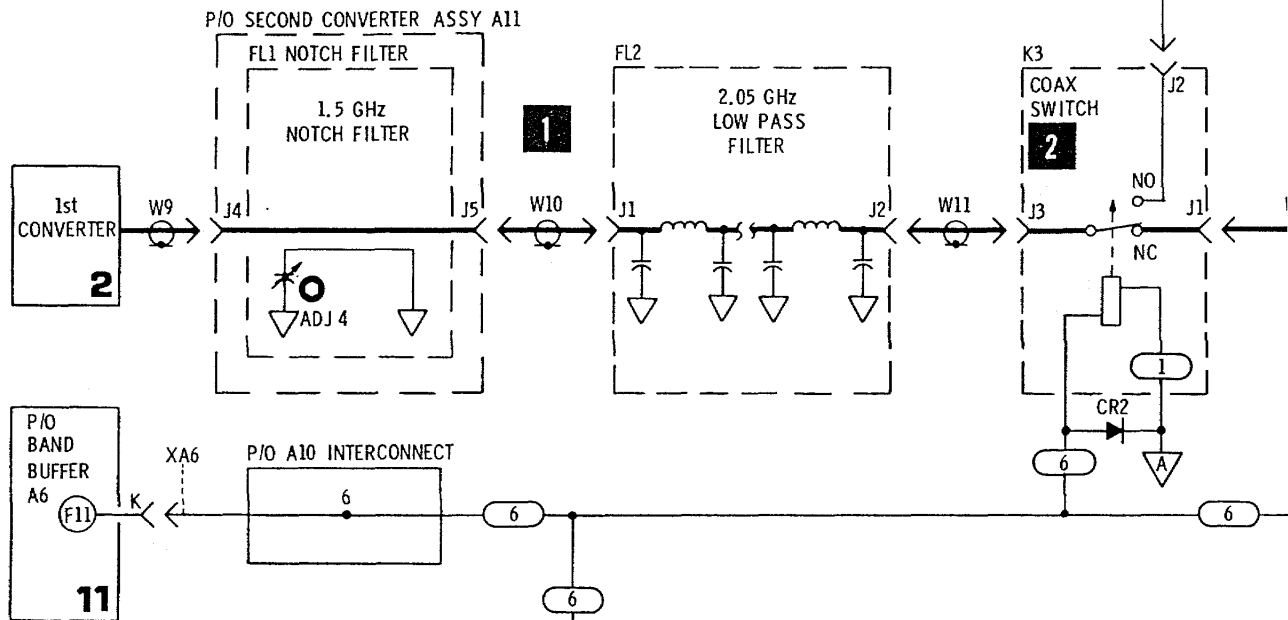 P/O SECOND CONVERTER ASSY A11
FL1 NOTCH FILTER
1.5 GHz
NOTCH FILTER
1
FL2
2.05 GHz
LOW PASS
FILTER
K3
COAX
SWITCH
2
J2
NO
NC
1st
CONVERTER
2
W9
J4
J5
W10
J1
J2
W11
J3
J1
ADJ 4
1
CR2
6
A
P/O
BAND
BUFFER
A6
F11
11
K
XA6
P/O A10 INTERCONNECT
6
6
6
6